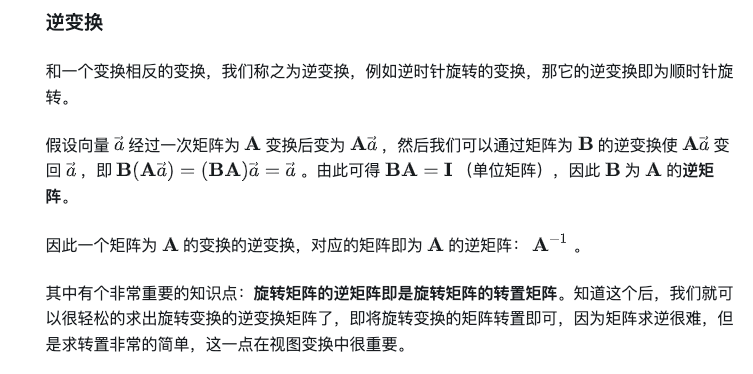 逆变换
和一个变换相反的变换，我们称之为逆变换，例如逆时针旋转的变换，那它的逆变换即为顺时针旋
转。
假设向量 $\vec{a}$ 经过一次矩阵为 $\mathbf{A}$ 变换后变为 $\mathbf{A}\vec{a}$ ，然后我们可以通过矩阵为 $\mathbf{B}$ 的逆变换使 $\mathbf{A}\vec{a}$ 变
回 $\vec{a}$ ，即 $\mathbf{B}(\mathbf{A}\vec{a}) = (\mathbf{BA})\vec{a} = \vec{a}$ 。由此可得 $\mathbf{BA} = \mathbf{I}$ （单位矩阵），因此 $\mathbf{B}$ 为 $\mathbf{A}$ 的逆矩
阵。
因此一个矩阵为 $\mathbf{A}$ 的变换的逆变换，对应的矩阵即为 $\mathbf{A}$ 的逆矩阵： $\mathbf{A}^{-1}$ 。
其中有个非常重要的知识点：旋转矩阵的逆矩阵即是旋转矩阵的转置矩阵。知道这个后，我们就可
以很轻松的求出旋转变换的逆变换矩阵了，即将旋转变换的矩阵转置即可，因为矩阵求逆很难，但
是求转置非常的简单，这一点在视图变换中很重要。